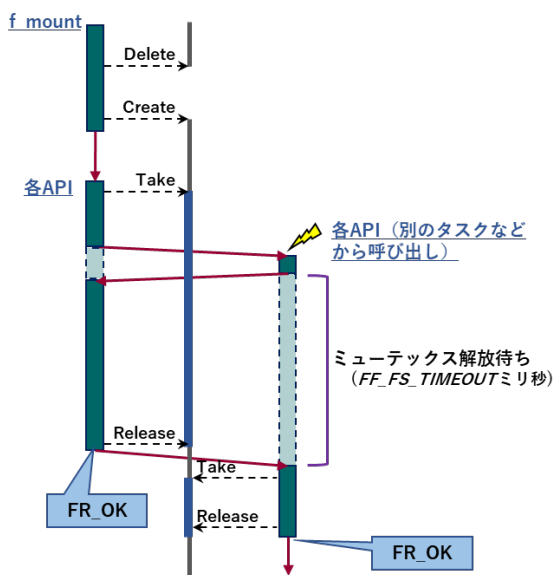 f_mount
Delete
Create
各API
Take
各API（別のタスクなど
から呼び出し）
ミューテックス解放待ち
（FF_FS_TIMEOUTミリ秒)
Release
Take
FR_OK
Release
FR_OK